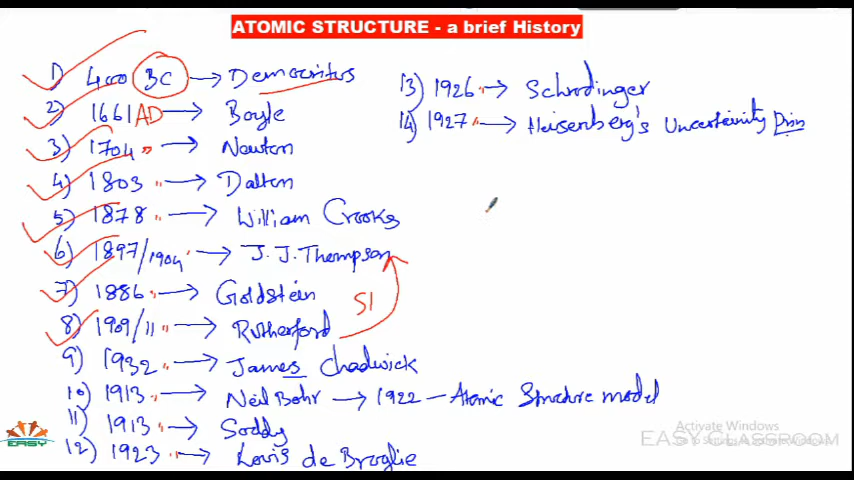 ATOMIC STRUCTURE - a brief History
1) 400 BC → Democritus
2) 1661 AD → Boyle
3) 1704 " → Newton
4) 1803 " → Dalton
5) 1878 " → William Crooks
6) 1897/1904 " → J. J. Thompson
7) 1886 " → Goldstein
8) 1909/11 " → Rutherford
S1
9) 1932 " → James Chadwick
10) 1913 " → Neil Bohr → 1922 - Atomic Structure model
11) 1913 " → Soddy
12) 1923 " → Louis de Broglie
13) 1926 " → Schrodinger
14) 1927 " → Heisenberg's Uncertainity Prin
Activate Windows
EASY CLASSROOM
EASY